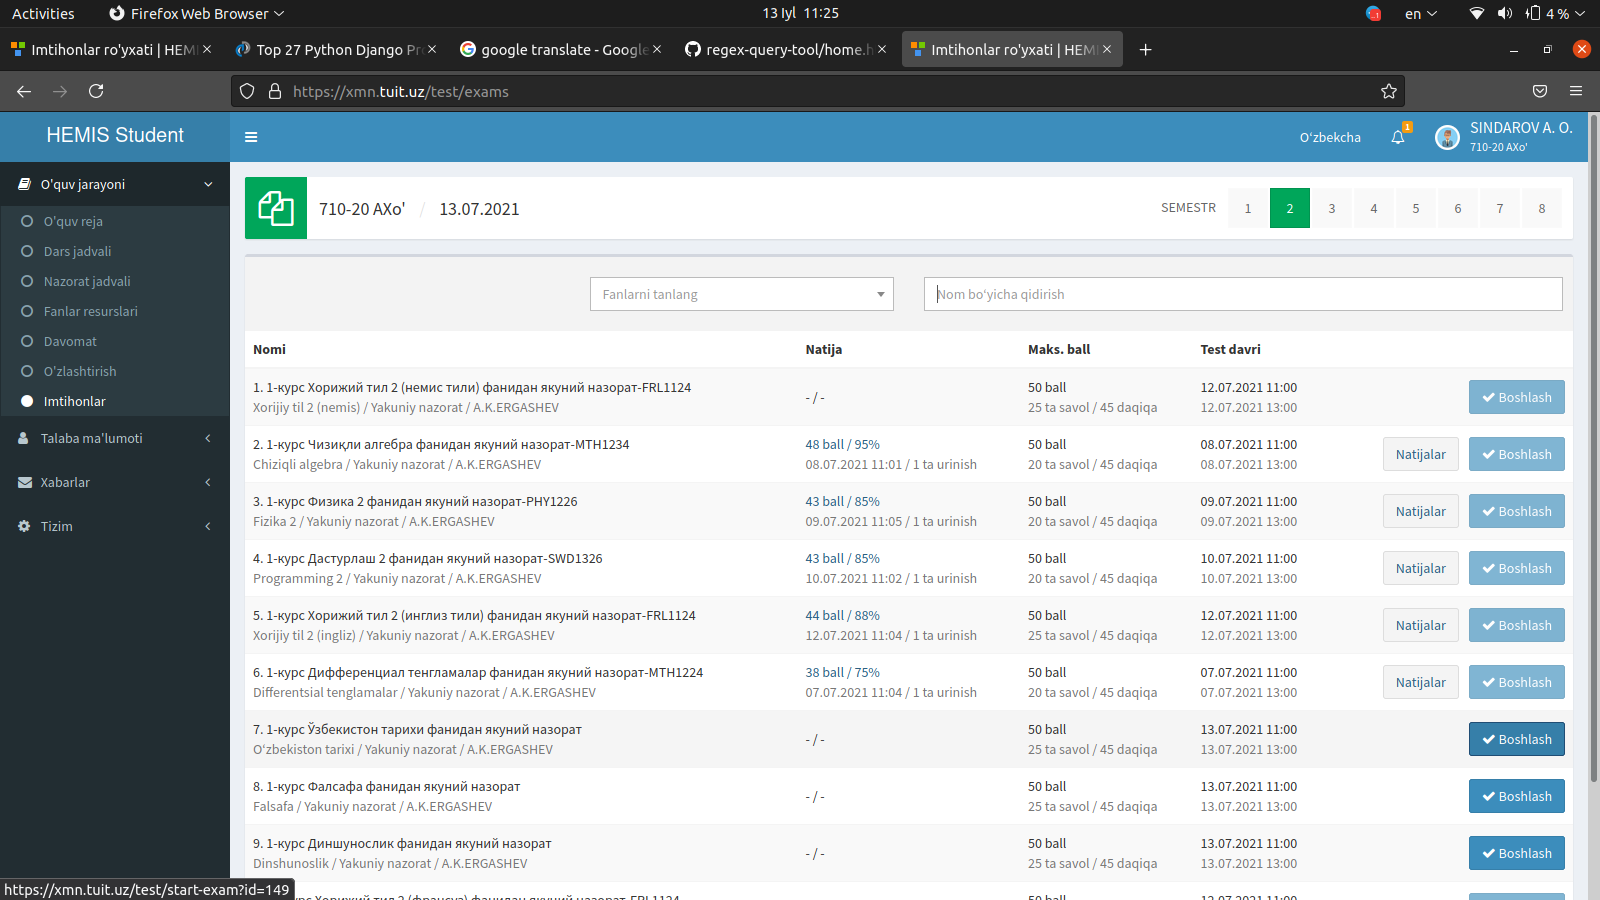 Activities
Firefox Web Browser
13 Iyl 11:25
en
4 %
Imtihonlar ro'yxati | HEMI
Top 27 Python Django Pr
google translate - Google
regex-query-tool/home.h
Imtihonlar ro'yxati | HEMI
https://xmn.tuit.uz/test/exams
HEMIS Student
O'zbekcha
1
SINDAROV A. O.
710-20 AXo'
O'quv jarayoni
O'quv reja
Dars jadvali
Nazorat jadvali
Fanlar resurslari
Davomat
O'zlashtirish
Imtihonlar
Talaba ma'lumoti
Xabarlar
Tizim
710-20 AXo' / 13.07.2021
SEMESTR 1 2 3 4 5 6 7 8
Fanlarni tanlang
Nom bo'yicha qidirish
Nomi Natija Maks. ball Test davri
1. 1-курс Хорижий тил 2 (немис тили) фанидан якуний назорат-FRL1124
Xorijiy til 2 (nemis) / Yakuniy nazorat / A.K.ERGASHEV
- / -
50 ball
25 ta savol / 45 daqiqa
12.07.2021 11:00
12.07.2021 13:00
Boshlash
2. 1-курс Чизиқли алгебра фанидан якуний назорат-MTH1234
Chiziqli algebra / Yakuniy nazorat / A.K.ERGASHEV
48 ball / 95%
08.07.2021 11:01 / 1 ta urinish
50 ball
20 ta savol / 45 daqiqa
08.07.2021 11:00
08.07.2021 13:00
Natijalar
Boshlash
3. 1-курс Физика 2 фанидан якуний назорат-PHY1226
Fizika 2 / Yakuniy nazorat / A.K.ERGASHEV
43 ball / 85%
09.07.2021 11:05 / 1 ta urinish
50 ball
20 ta savol / 45 daqiqa
09.07.2021 11:00
09.07.2021 13:00
Natijalar
Boshlash
4. 1-курс Дастурлаш 2 фанидан якуний назорат-SWD1326
Programming 2 / Yakuniy nazorat / A.K.ERGASHEV
43 ball / 85%
10.07.2021 11:02 / 1 ta urinish
50 ball
20 ta savol / 45 daqiqa
10.07.2021 11:00
10.07.2021 13:00
Natijalar
Boshlash
5. 1-курс Хорижий тил 2 (инглиз тили) фанидан якуний назорат-FRL1124
Xorijiy til 2 (ingliz) / Yakuniy nazorat / A.K.ERGASHEV
44 ball / 88%
12.07.2021 11:04 / 1 ta urinish
50 ball
25 ta savol / 45 daqiqa
12.07.2021 11:00
12.07.2021 13:00
Natijalar
Boshlash
6. 1-курс Дифференциал тенгламалар фанидан якуний назорат-MTH1224
Differentsial tenglamalar / Yakuniy nazorat / A.K.ERGASHEV
38 ball / 75%
07.07.2021 11:04 / 1 ta urinish
50 ball
20 ta savol / 45 daqiqa
07.07.2021 11:00
07.07.2021 13:00
Natijalar
Boshlash
7. 1-курс Ўзбекистон тарихи фанидан якуний назорат
O'zbekiston tarixi / Yakuniy nazorat / A.K.ERGASHEV
- / -
50 ball
25 ta savol / 45 daqiqa
13.07.2021 11:00
13.07.2021 13:00
Boshlash
8. 1-курс Фалсафа фанидан якуний назорат
Falsafa / Yakuniy nazorat / A.K.ERGASHEV
- / -
50 ball
25 ta savol / 45 daqiqa
13.07.2021 11:00
13.07.2021 13:00
Boshlash
9. 1-курс Диншунослик фанидан якуний назорат
Dinshunoslik / Yakuniy nazorat / A.K.ERGASHEV
- / -
50 ball
25 ta savol / 45 daqiqa
13.07.2021 11:00
13.07.2021 13:00
Boshlash
https://xmn.tuit.uz/test/start-exam?id=149